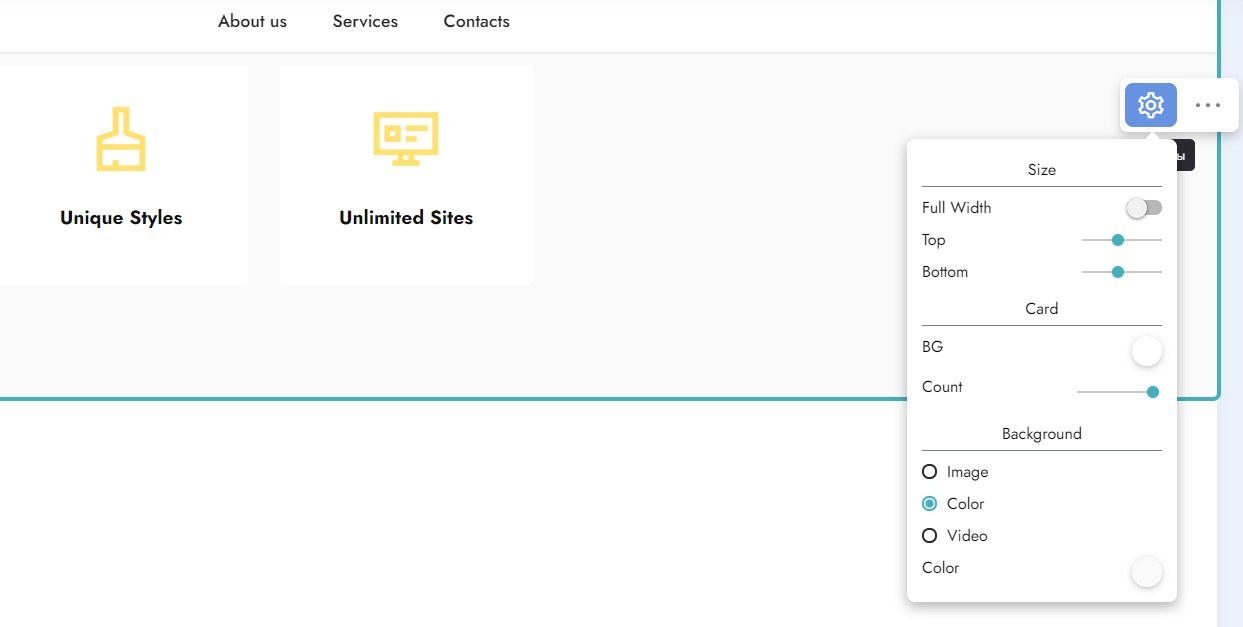 About us Services Contacts
Unique Styles
Unlimited Sites
Size
Full Width
Top
Bottom
Card
BG
Count
Background
Image
Color
Video
Color